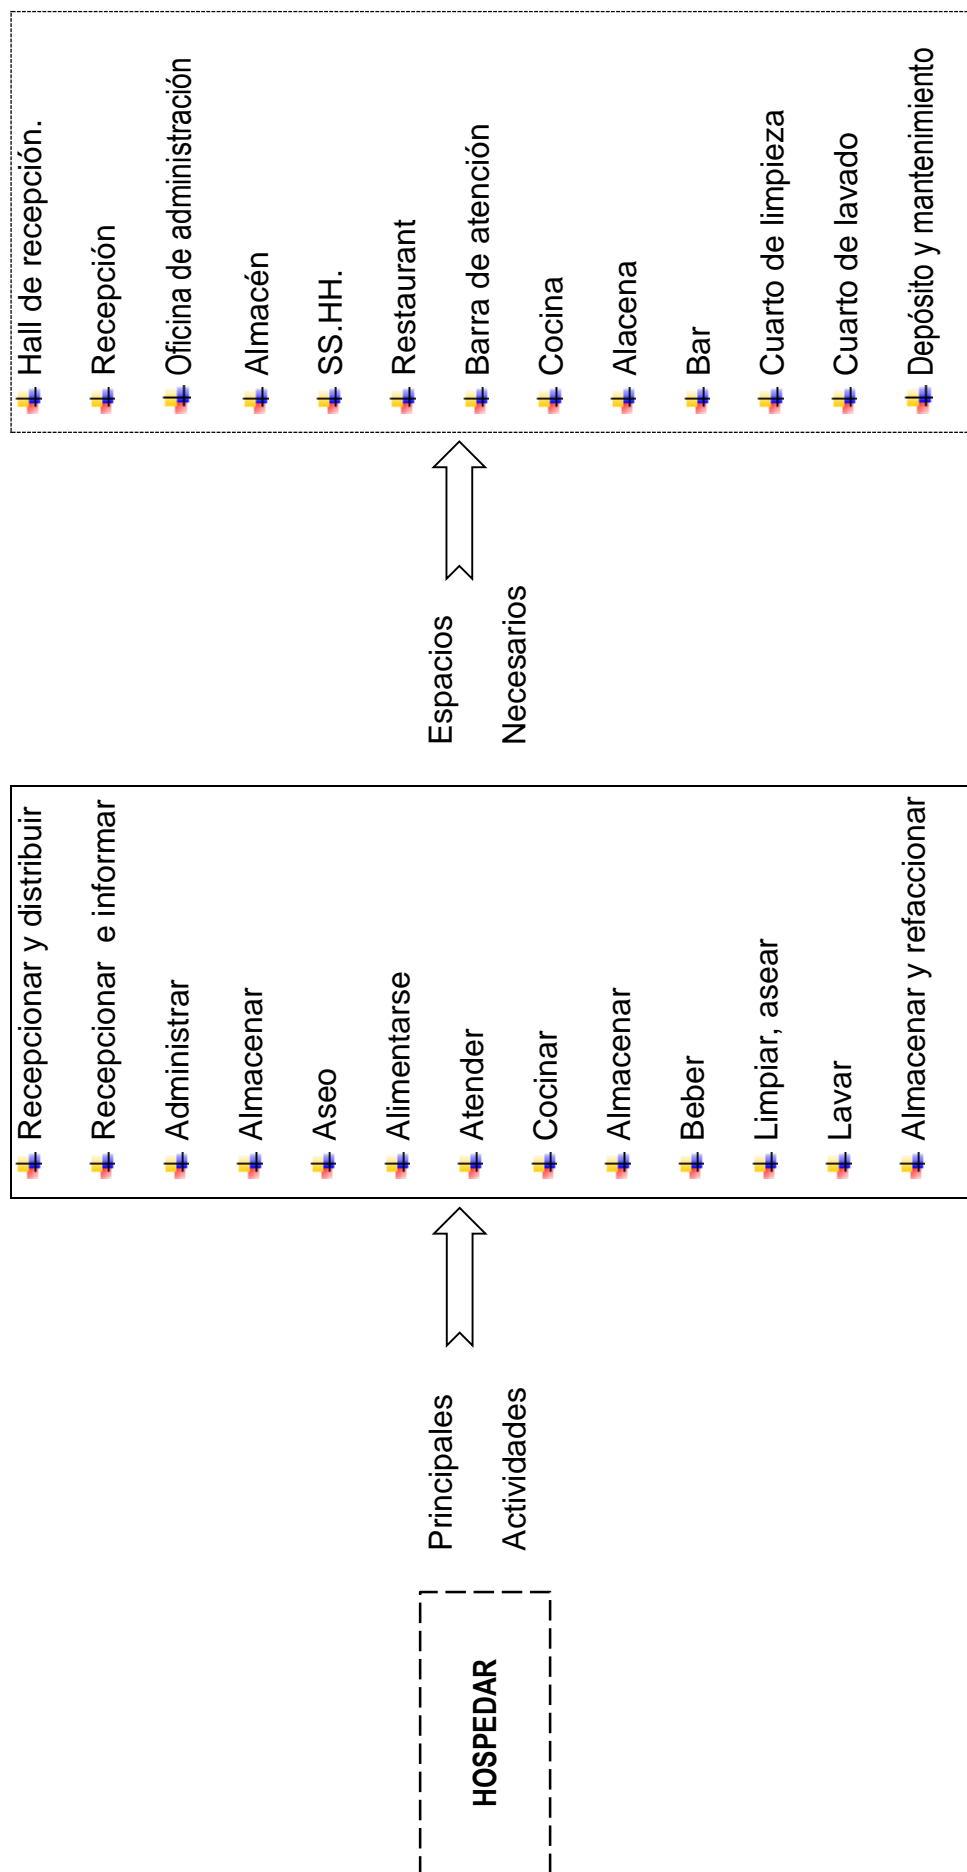 HOSPEDAR
Principales
Actividades
Recepcionar y distribuir
Recepcionar e informar
Administrar
Almacenar
Aseo
Alimentarse
Atender
Cocinar
Almacenar
Beber
Limpiar, asear
Lavar
Almacenar y refaccionar
Espacios
Necesarios
Hall de recepción.
Recepción
Oficina de administración
Almacén
SS.HH.
Restaurant
Barra de atención
Cocina
Alacena
Bar
Cuarto de limpieza
Cuarto de lavado
Depósito y mantenimiento